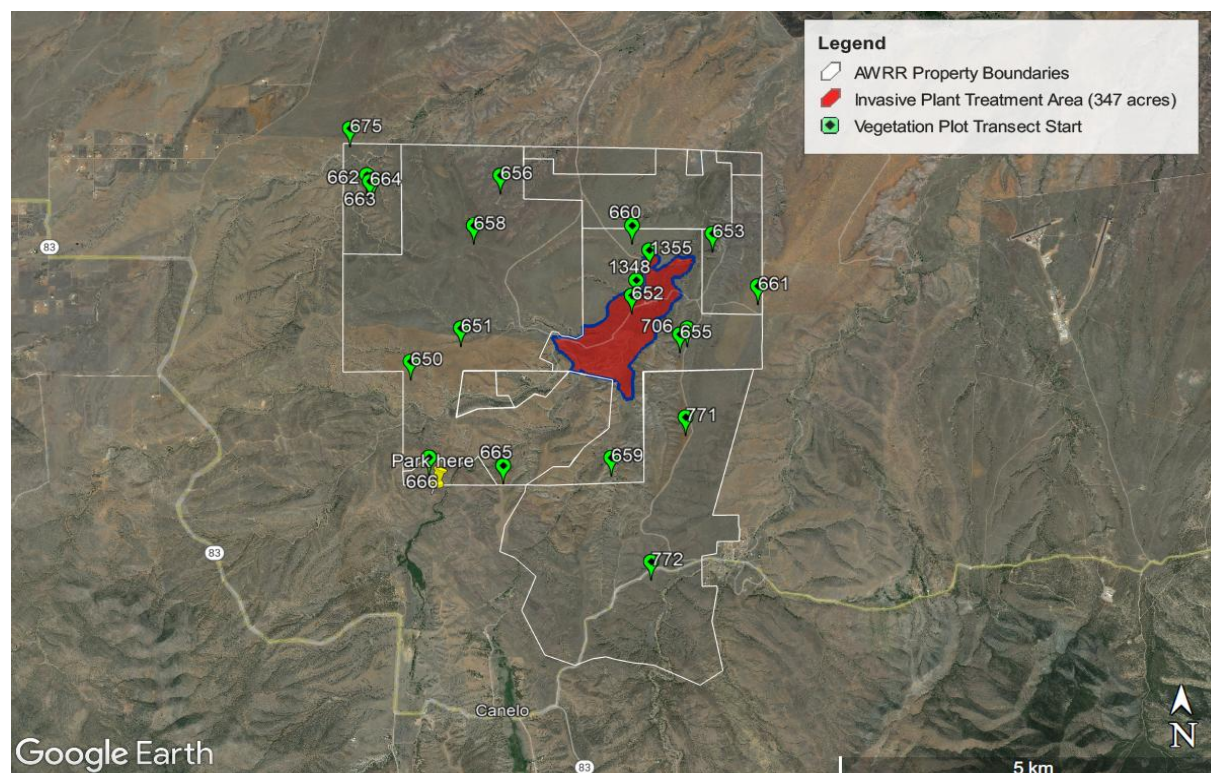 Legend
AWRR Property Boundaries
Invasive Plant Treatment Area (347 acres)
Vegetation Plot Transect Start
675
662
664
663
656
658
660
653
1355
1348
652
661
651
706
655
650
771
Park here
666
665
659
772
83
83
83
Canelo
Google Earth
N
5 km